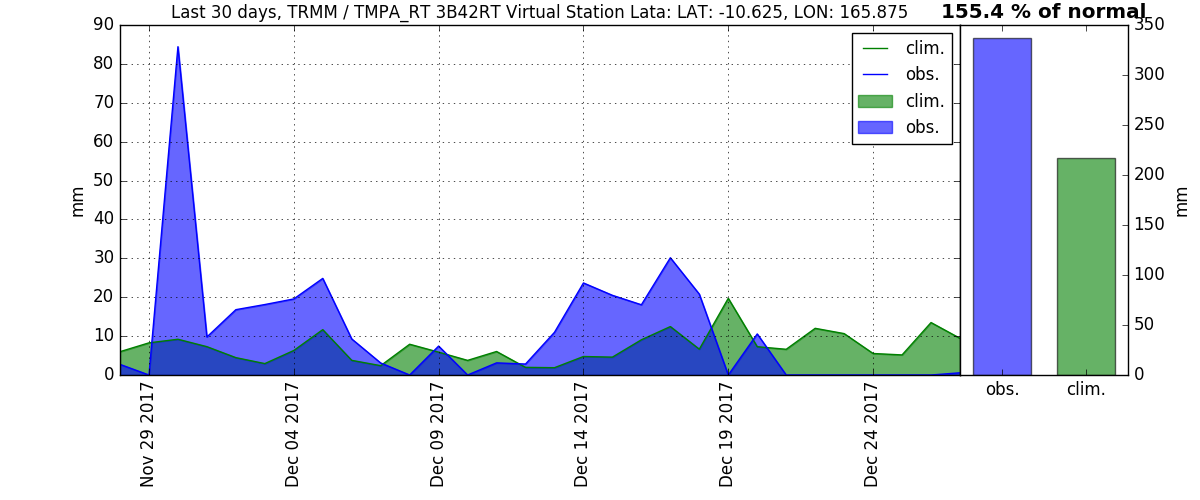 Last 30 days, TRMM / TMPA_RT 3B42RT Virtual Station Lata: LAT: -10.625, LON: 165.875
155.4 % of normal
90
80
70
60
50
40
30
20
10
0
mm
clim.
obs.
clim.
obs.
Nov 29 2017
Dec 04 2017
Dec 09 2017
Dec 14 2017
Dec 19 2017
Dec 24 2017
350
300
250
200
150
100
50
0
mm
obs.
clim.